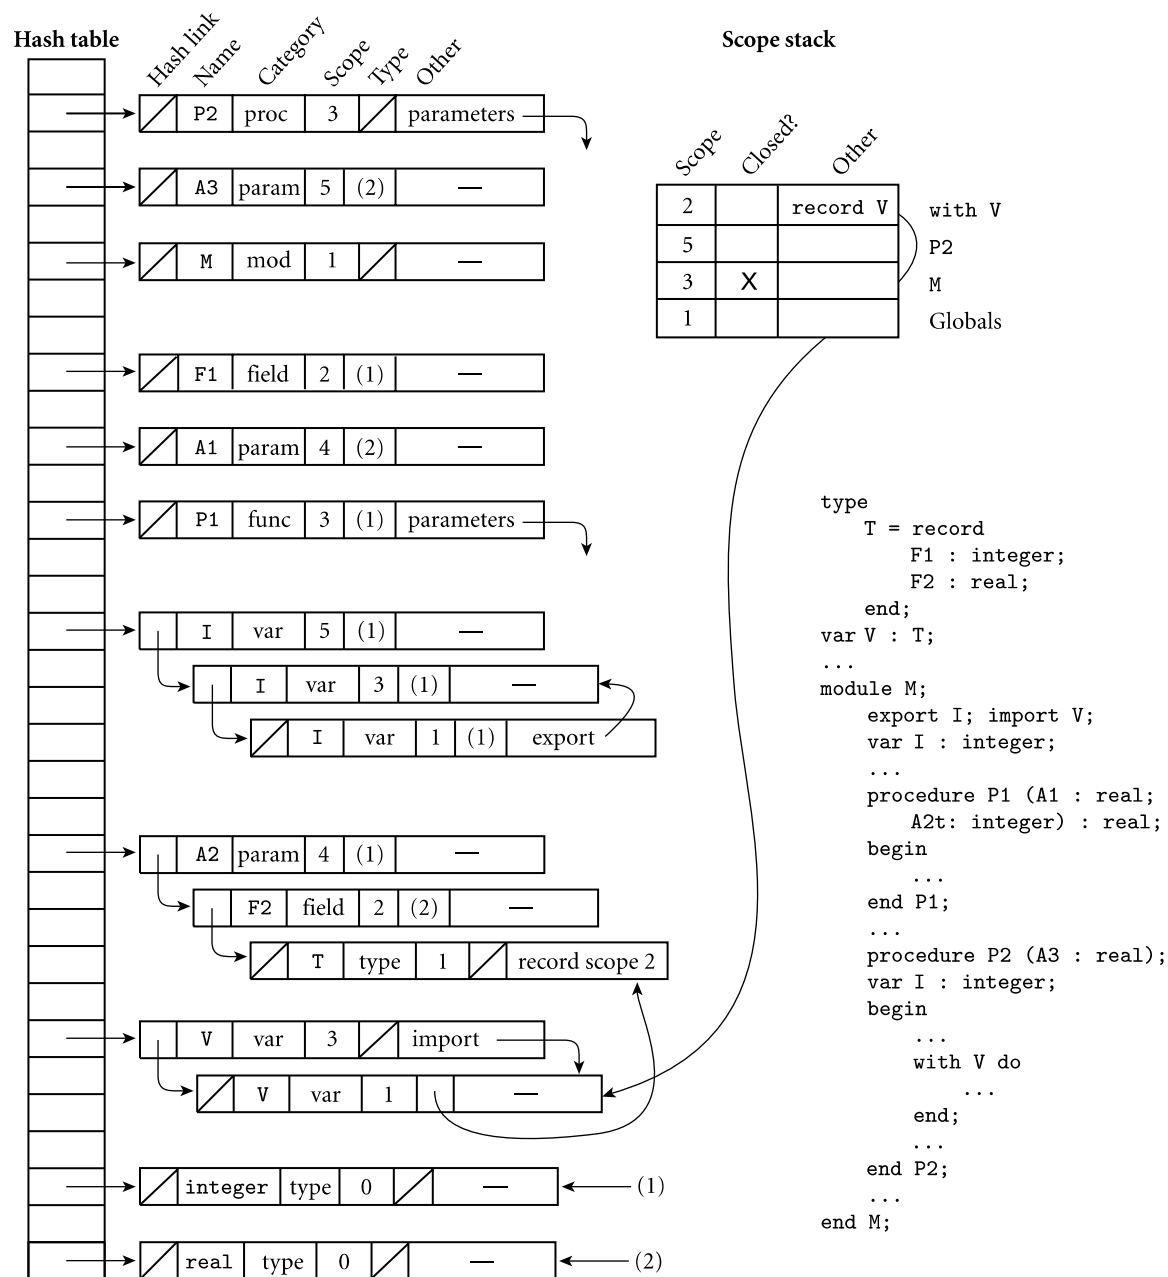 Hash table
Hash link Name Category Scope Type Other
P2 proc 3 parameters
A3 param 5 (2) —
M mod 1 —
F1 field 2 (1) —
A1 param 4 (2) —
P1 func 3 (1) parameters
I var 5 (1) —
I var 3 (1) —
I var 1 (1) export
A2 param 4 (1) —
F2 field 2 (2) —
T type 1 record scope 2
V var 3 import
V var 1 —
integer type 0 — (1)
real type 0 — (2)
Scope stack
Scope Closed? Other
2 record V with V
5 P2
3 X M
1 Globals
type
T = record
F1 : integer;
F2 : real;
end;
var V : T;
...
module M;
export I; import V;
var I : integer;
...
procedure P1 (A1 : real;
A2t: integer) : real;
begin
...
end P1;
...
procedure P2 (A3 : real);
var I : integer;
begin
...
with V do
...
end;
...
end P2;
...
end M;